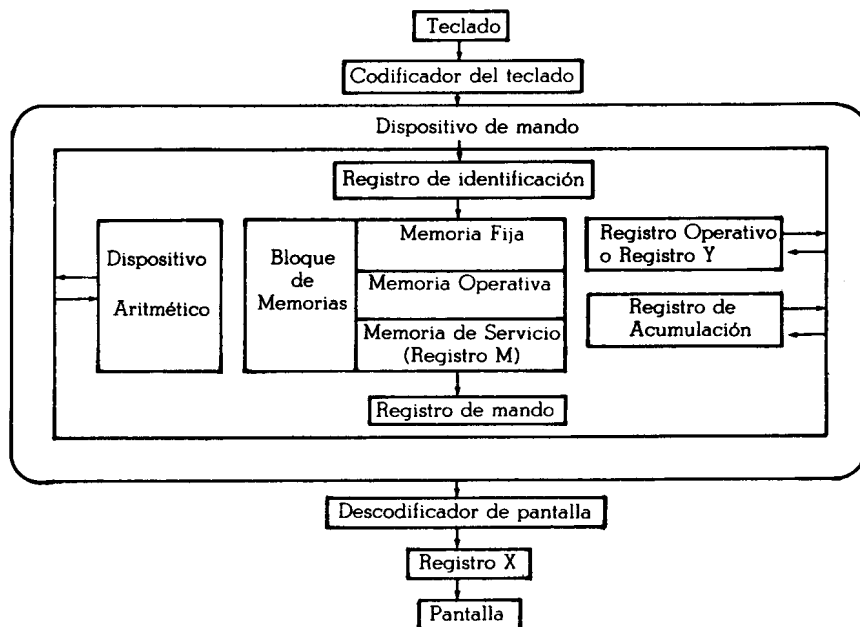 Teclado
Codificador del teclado
Dispositivo de mando
Registro de identificación
Dispositivo
Aritmético
Bloque
de
Memorias
Memoria Fija
Memoria Operativa
Memoria de Servicio
(Registro M)
Registro Operativo
o Registro Y
Registro de
Acumulación
Registro de mando
Descodificador de pantalla
Registro X
Pantalla